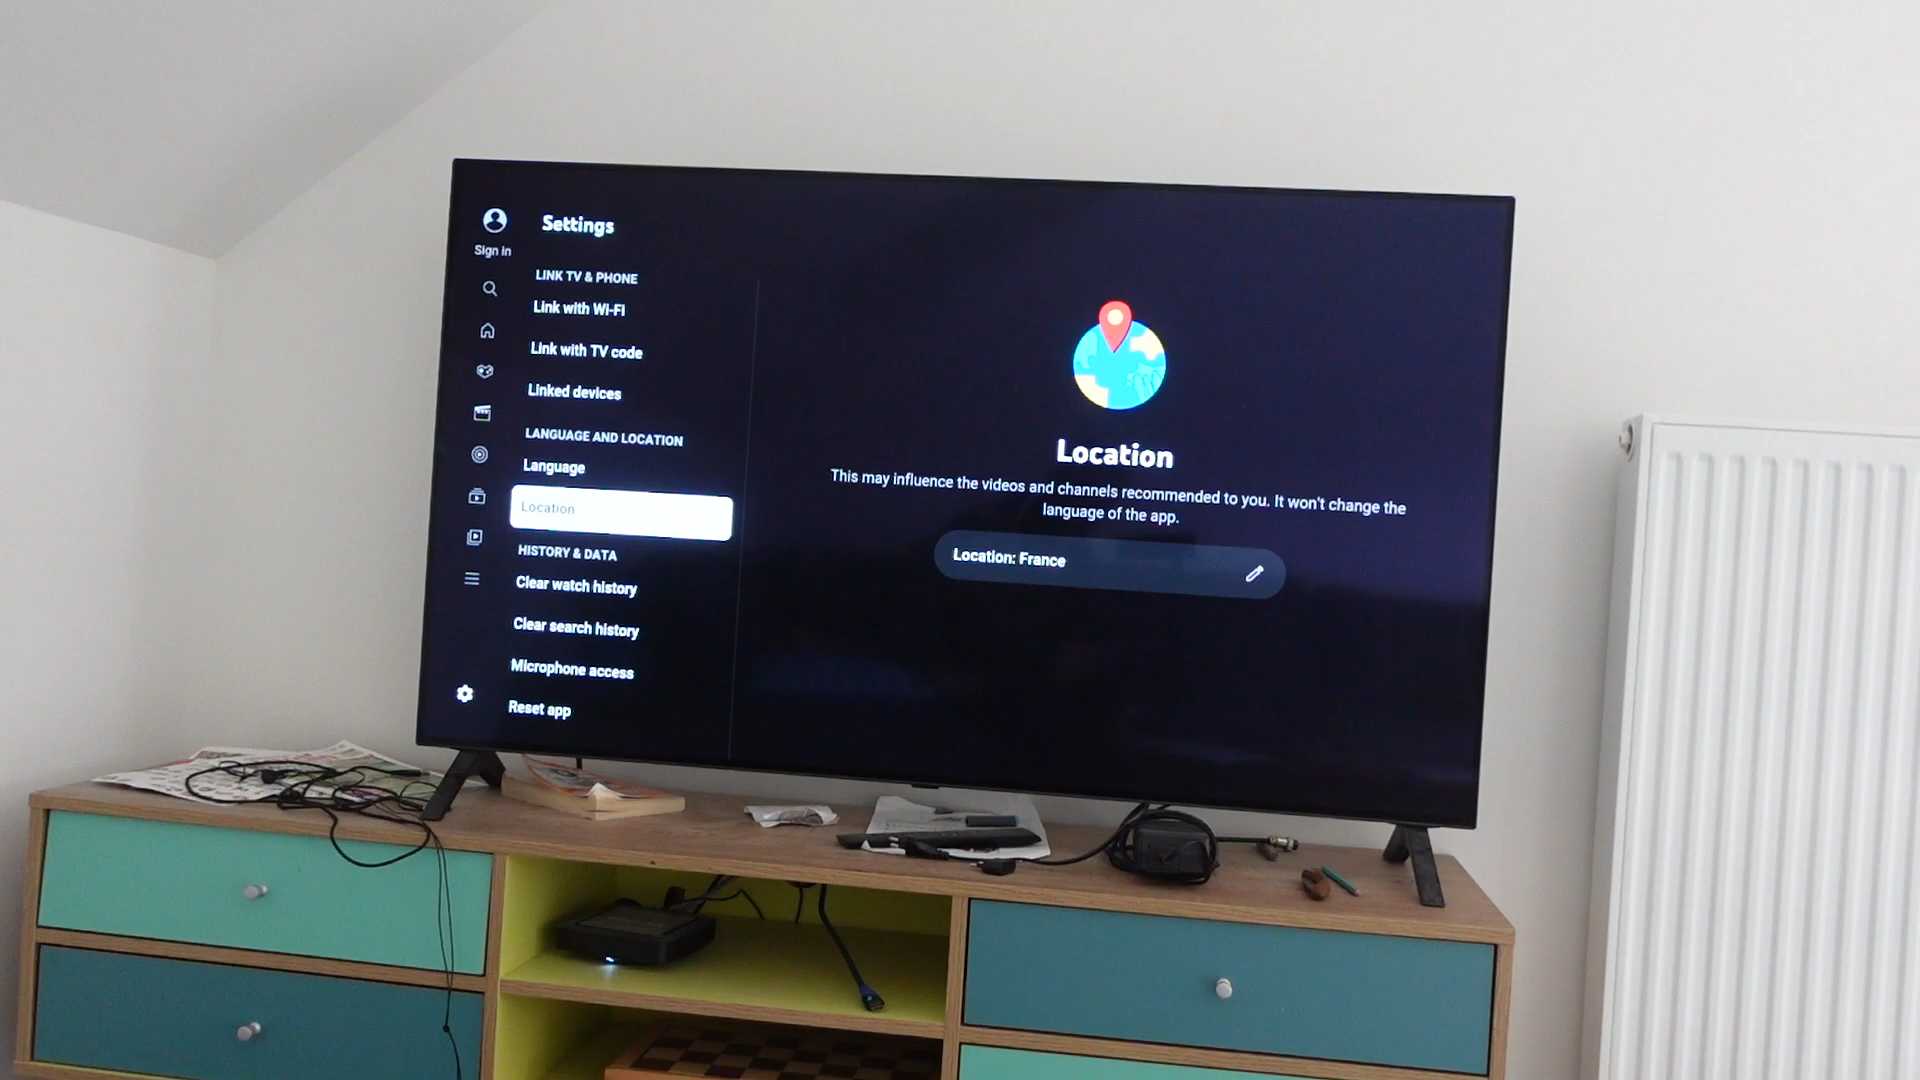 Settings
Sign in
LINK TV & PHONE
Link with Wi-Fi
Link with TV code
Linked devices
LANGUAGE AND LOCATION
Language
Location
HISTORY & DATA
Clear watch history
Clear search history
Microphone access
Reset app
Location
This may influence the videos and channels recommended to you. It won't change the
language of the app.
Location: France